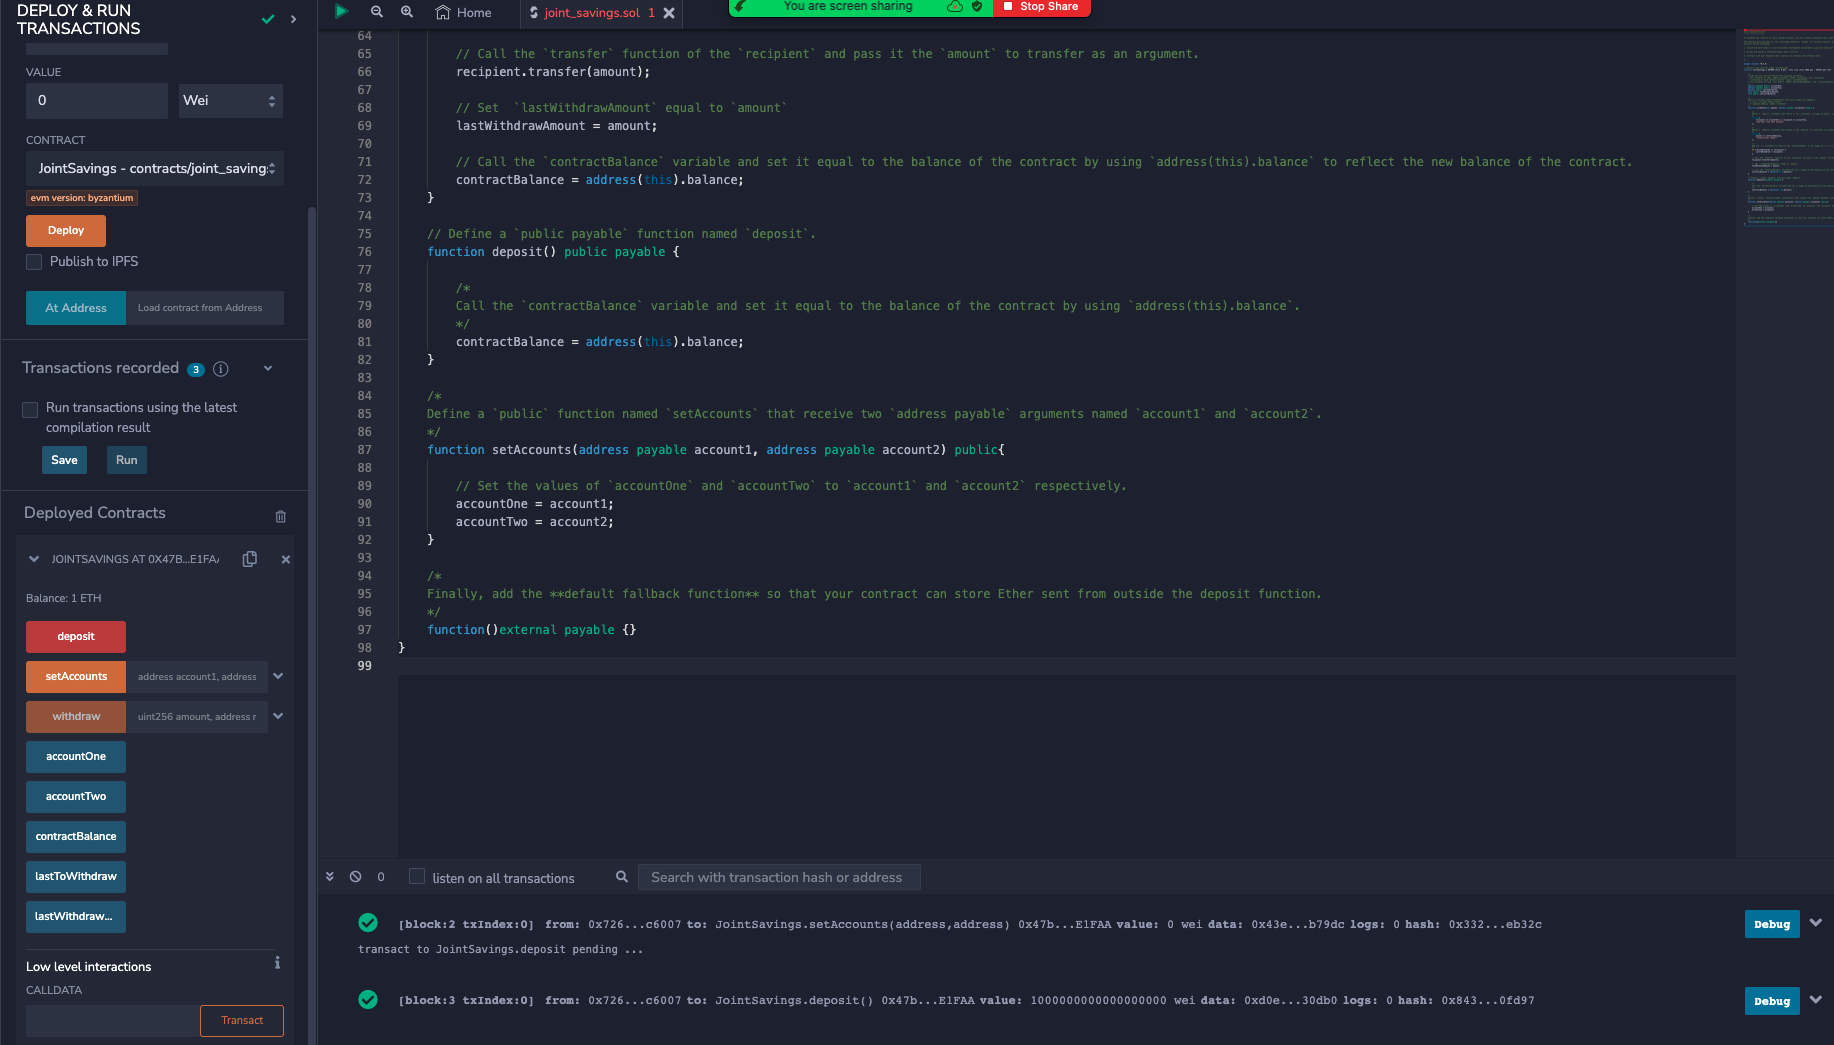 DEPLOY & RUN
TRANSACTIONS
VALUE
0
Wei
CONTRACT
JointSavings - contracts/joint_saving
evm version: byzantium
Deploy
Publish to IPFS
At Address
Load contract from Address
Transactions recorded 3 i
Run transactions using the latest
compilation result
Save
Run
Deployed Contracts
JOINTSAVINGS AT 0X47B...E1FA
Balance: 1 ETH
deposit
setAccounts
address account1, address
withdraw
uint256 amount, address r
accountOne
accountTwo
contractBalance
lastToWithdraw
lastWithdraw...
Low level interactions
i
CALLDATA
Transact
Home
joint_savings.sol 1
You are screen sharing
Stop Share
64
65 // Call the `transfer` function of the `recipient` and pass it the `amount` to transfer as an argument.
66 recipient.transfer(amount);
67
68 // Set  `lastWithdrawAmount` equal to `amount`
69 lastWithdrawAmount = amount;
70
71 // Call the `contractBalance` variable and set it equal to the balance of the contract by using `address(this).balance` to reflect the new balance of the contract.
72 contractBalance = address(this).balance;
73 }
74
75 // Define a `public payable` function named `deposit`.
76 function deposit() public payable {
77
78 /*
79 Call the `contractBalance` variable and set it equal to the balance of the contract by using `address(this).balance`.
80 */
81 contractBalance = address(this).balance;
82 }
83
84 /*
85 Define a `public` function named `setAccounts` that receive two `address payable` arguments named `account1` and `account2`.
86 */
87 function setAccounts(address payable account1, address payable account2) public{
88
89 // Set the values of `accountOne` and `accountTwo` to `account1` and `account2` respectively.
90 accountOne = account1;
91 accountTwo = account2;
92 }
93
94 /*
95 Finally, add the **default fallback function** so that your contract can store Ether sent from outside the deposit function.
96 */
97 function()external payable {}
98 }
99
0
listen on all transactions
Search with transaction hash or address
[block:2 txIndex:0] from: 0x726...c6007 to: JointSavings.setAccounts(address,address) 0x47b...E1FAA value: 0 wei data: 0x43e...b79dc logs: 0 hash: 0x332...eb32c
Debug
transact to JointSavings.deposit pending ...
[block:3 txIndex:0] from: 0x726...c6007 to: JointSavings.deposit() 0x47b...E1FAA value: 1000000000000000000 wei data: 0xd0e...30db0 logs: 0 hash: 0x843...0fd97
Debug